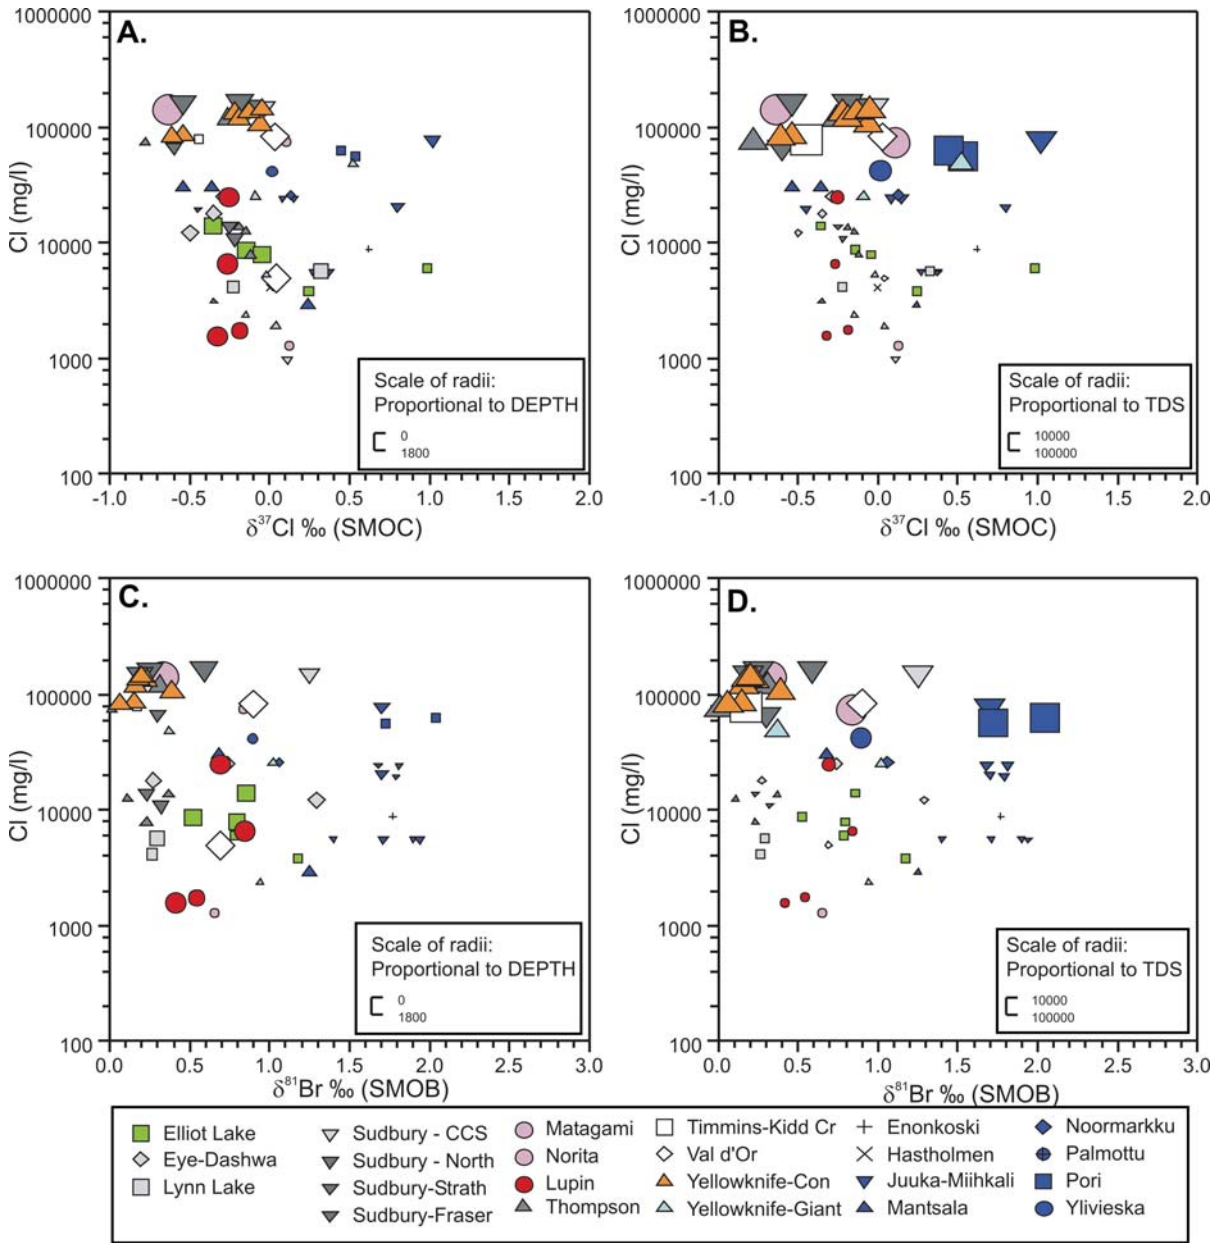 A.
1000000
100000
10000
1000
100
Cl (mg/l)
-1.0
-0.5
0.0
0.5
1.0
1.5
2.0
δ³⁷Cl ‰ (SMOC)
Scale of radii:
Proportional to DEPTH
0
1800
B.
1000000
100000
10000
1000
100
Cl (mg/l)
-1.0
-0.5
0.0
0.5
1.0
1.5
2.0
δ³⁷Cl ‰ (SMOC)
Scale of radii:
Proportional to TDS
10000
100000
C.
1000000
100000
10000
1000
100
Cl (mg/l)
0.0
0.5
1.0
1.5
2.0
2.5
3.0
δ⁸¹Br ‰ (SMOB)
Scale of radii:
Proportional to DEPTH
0
1800
D.
1000000
100000
10000
1000
100
Cl (mg/l)
0.0
0.5
1.0
1.5
2.0
2.5
3.0
δ⁸¹Br ‰ (SMOB)
Scale of radii:
Proportional to TDS
10000
100000
Elliot Lake
Eye-Dashwa
Lynn Lake
Sudbury - CCS
Sudbury - North
Sudbury-Strath
Sudbury-Fraser
Matagami
Norita
Lupin
Thompson
Timmins-Kidd Cr
Val d'Or
Yellowknife-Con
Yellowknife-Giant
Enonkoski
Hastholmen
Juuka-Miihkali
Mantsala
Noormarkku
Palmottu
Pori
Ylivieska